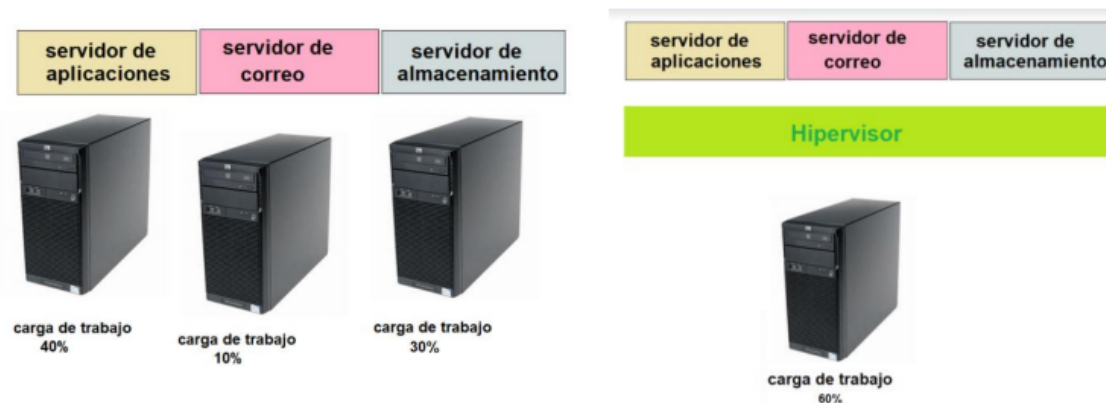 servidor de
aplicaciones
servidor de
correo
servidor de
almacenamiento
carga de trabajo
40%
carga de trabajo
10%
carga de trabajo
30%
servidor de
aplicaciones
servidor de
correo
servidor de
almacenamiento
Hipervisor
carga de trabajo
60%